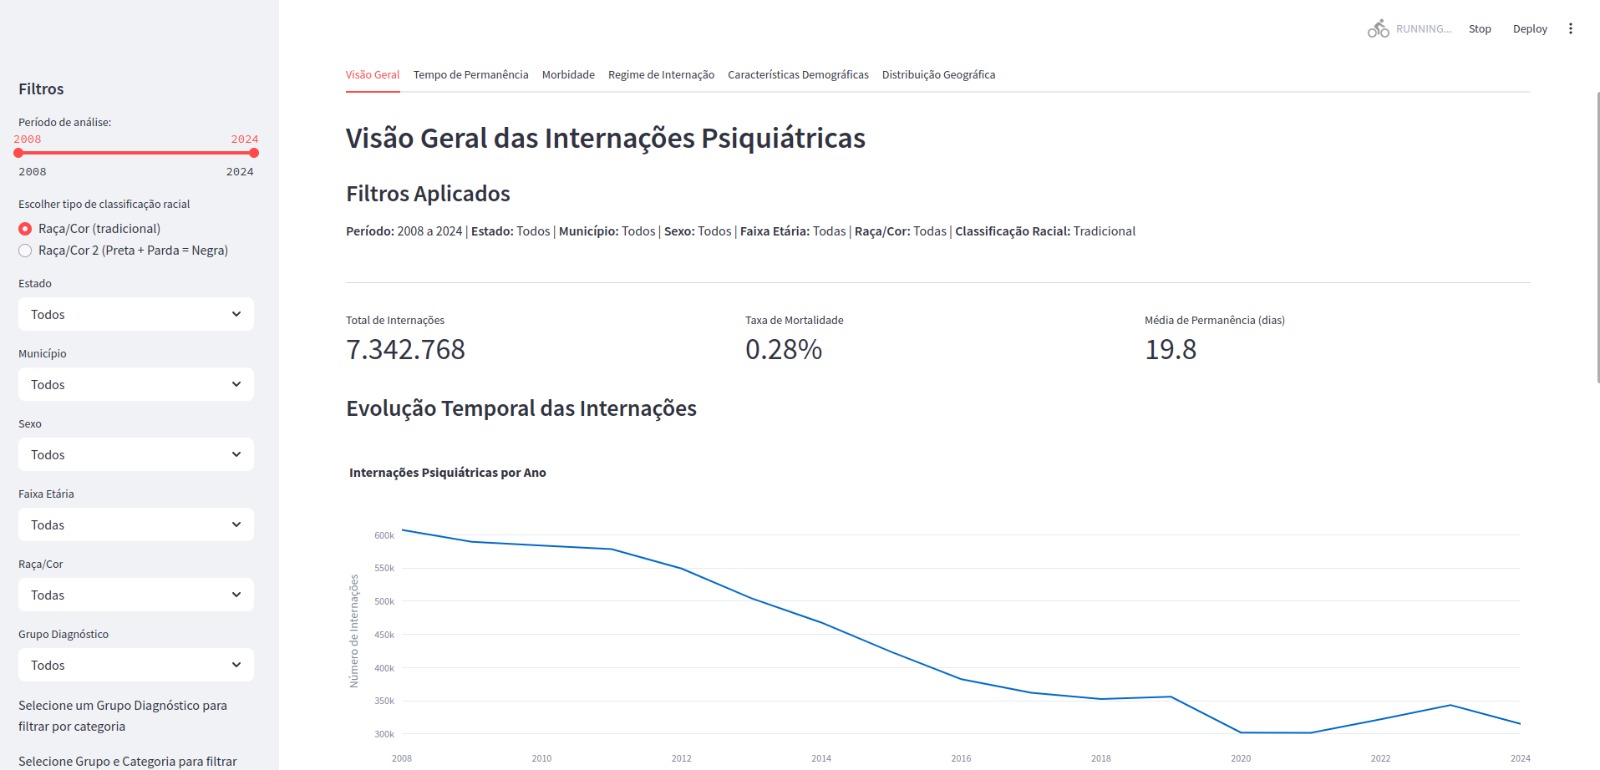 RUNNING...
Stop
Deploy
Filtros
Período de análise:
2008
2024
2008
2024
Escolher tipo de classificação racial
Raça/Cor (tradicional)
Raça/Cor 2 (Preta + Parda = Negra)
Estado
Todos
Município
Todos
Sexo
Todos
Faixa Etária
Todas
Raça/Cor
Todas
Grupo Diagnóstico
Todos
Selecione um Grupo Diagnóstico para
filtrar por categoria
Selecione Grupo e Categoria para filtrar
Visão Geral
Tempo de Permanência
Morbidade
Regime de Internação
Características Demográficas
Distribuição Geográfica
Visão Geral das Internações Psiquiátricas
Filtros Aplicados
Período: 2008 a 2024 | Estado: Todos | Município: Todos | Sexo: Todos | Faixa Etária: Todas | Raça/Cor: Todas | Classificação Racial: Tradicional
Total de Internações
7.342.768
Taxa de Mortalidade
0.28%
Média de Permanência (dias)
19.8
Evolução Temporal das Internações
Internações Psiquiátricas por Ano
Número de Internações
600k
550k
500k
450k
400k
350k
300k
2008
2010
2012
2014
2016
2018
2020
2022
2024